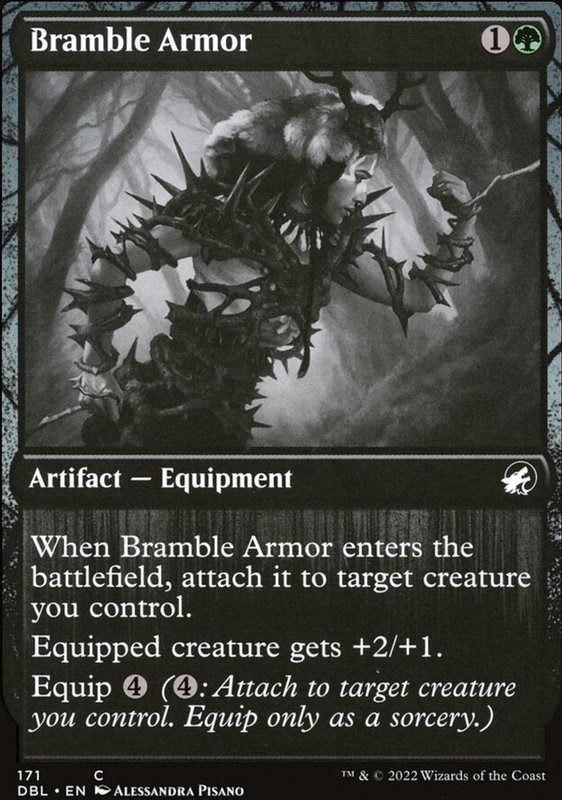 Bramble Armor 1
Artifact — Equipment
When Bramble Armor enters the
battlefield, attach it to target creature
you control.
Equipped creature gets +2/+1.
Equip 4 (4: Attach to target creature
you control. Equip only as a sorcery.)
171 C
DBL • EN Alessandra Pisano
™ & © 2022 Wizards of the Coast